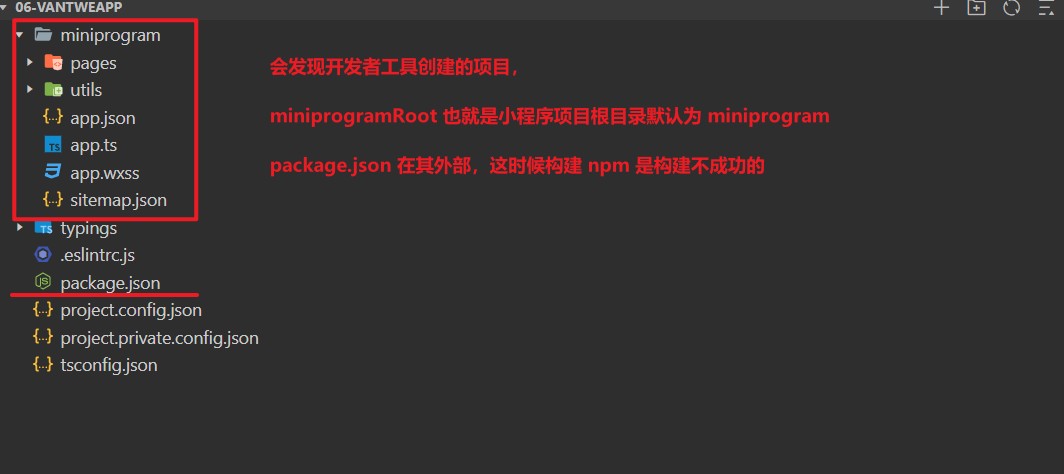 06-VANTWEAPP
miniprogram
pages
utils
app.json
app.ts
app.wxss
sitemap.json
typings
.eslintrc.js
package.json
project.config.json
project.private.config.json
tsconfig.json
会发现开发者工具创建的项目，
miniprogramRoot 也就是小程序项目根目录默认为 miniprogram
package.json 在其外部，这时候构建 npm 是构建不成功的